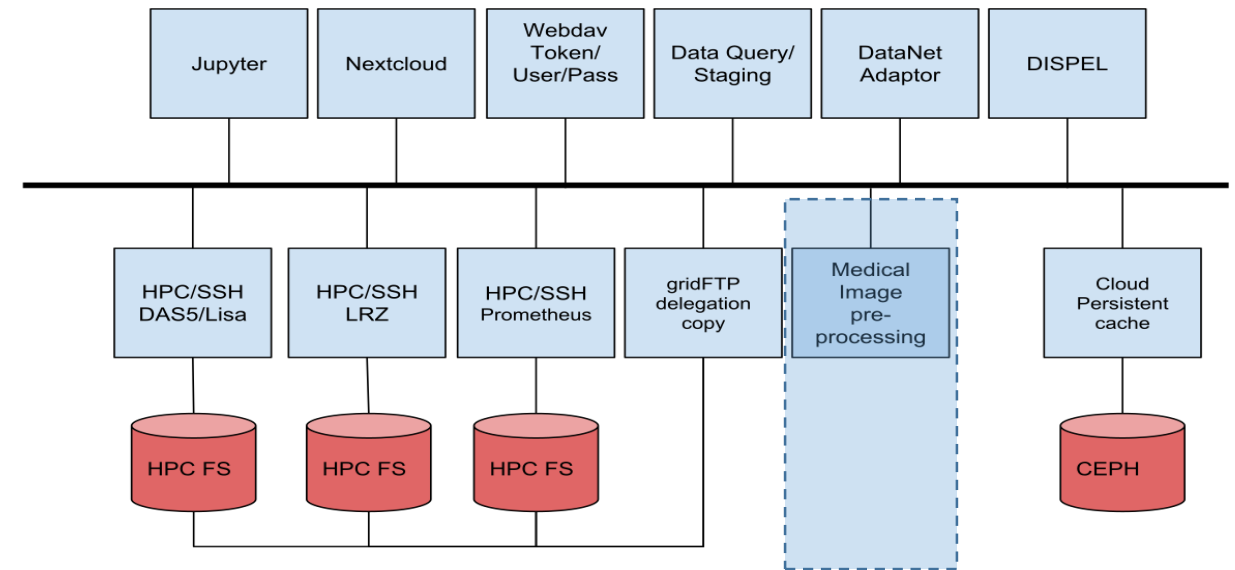 Jupyter
Nextcloud
Webdav
Token/
User/Pass
Data Query/
Staging
DataNet
Adaptor
DISPEL
HPC/SSH
DAS5/Lisa
HPC/SSH
LRZ
HPC/SSH
Prometheus
gridFTP
delegation
copy
Medical
Image
pre-
processing
Cloud
Persistent
cache
HPC FS
HPC FS
HPC FS
CEPH